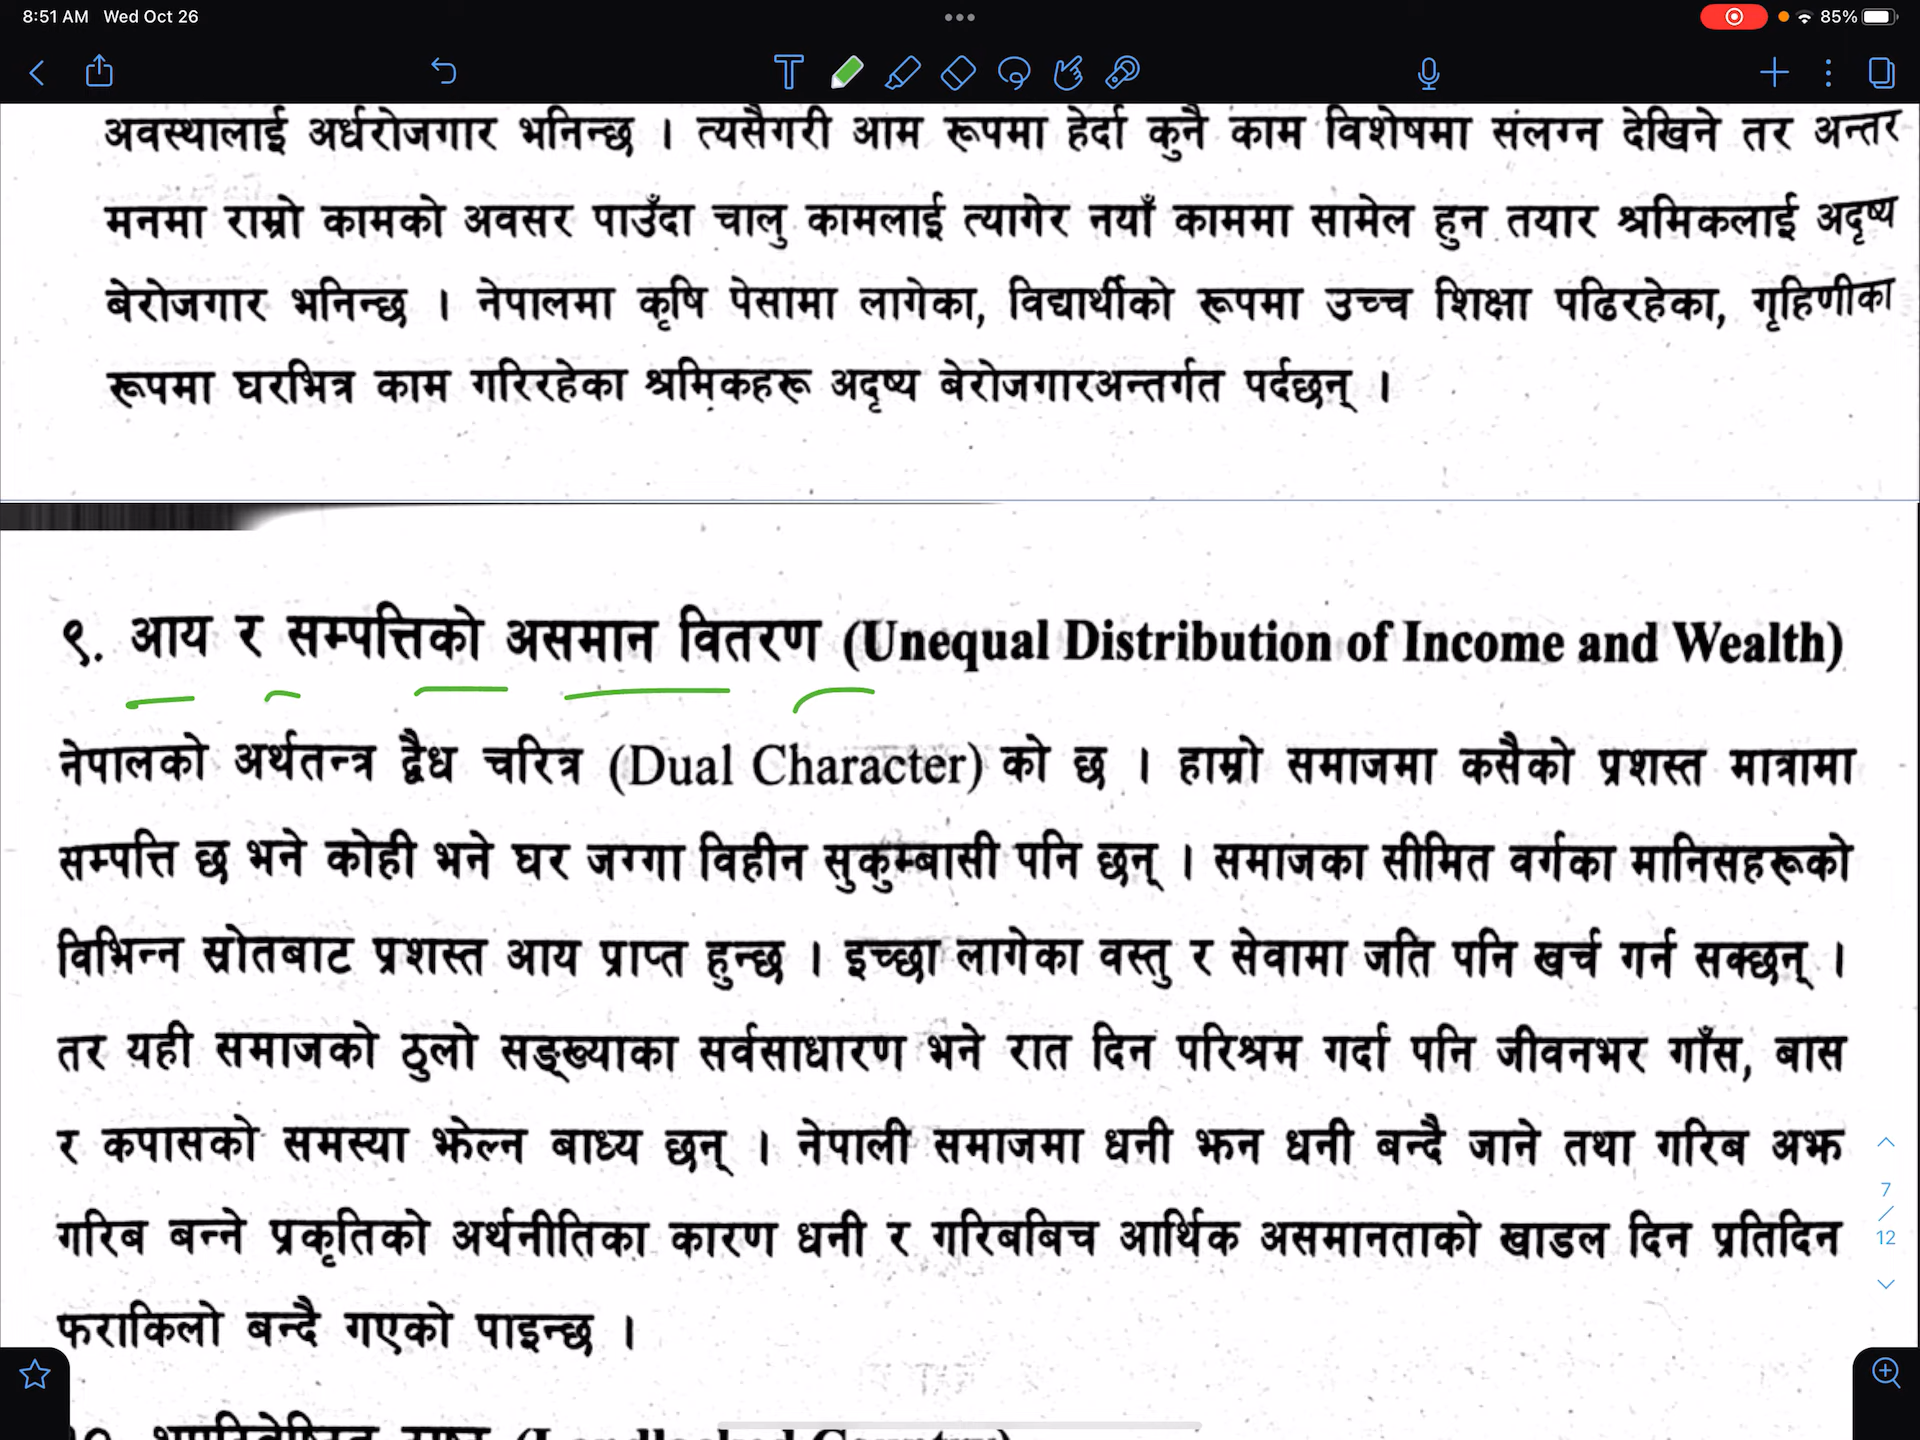 8:51 AM Wed Oct 26
85%
अवस्थालाई अर्धरोजगार भनिन्छ । त्यसैगरी आम रूपमा हेर्दा कुनै काम विशेषमा संलग्न देखिने तर अन्तर
मनमा राम्रो कामको अवसर पाउँदा चालु कामलाई त्यागेर नयाँ काममा सामेल हुन तयार श्रमिकलाई अदृष्य
बेरोजगार भनिन्छ । नेपालमा कृषि पेसामा लागेका, विद्यार्थीको रूपमा उच्च शिक्षा पढिरहेका, गृहिणीका
रूपमा घरभित्र काम गरिरहेका श्रमिकहरू अदृष्य बेरोजगारअन्तर्गत पर्दछन् ।
९. आय र सम्पत्तिको असमान वितरण (Unequal Distribution of Income and Wealth)
नेपालको अर्थतन्त्र द्वैध चरित्र (Dual Character) को छ । हाम्रो समाजमा कसैको प्रशस्त मात्रामा
सम्पत्ति छ भने कोही भने घर जग्गा विहीन सुकुम्बासी पनि छन् । समाजका सीमित वर्गका मानिसहरूको
विभिन्न स्रोतबाट प्रशस्त आय प्राप्त हुन्छ । इच्छा लागेका वस्तु र सेवामा जति पनि खर्च गर्न सक्छन् ।
तर यही समाजको ठुलो सङ्ख्याका सर्वसाधारण भने रात दिन परिश्रम गर्दा पनि जीवनभर गाँस, बास
र कपासको समस्या झेल्न बाध्य छन् । नेपाली समाजमा धनी झन धनी बन्दै जाने तथा गरिब अझ
गरिब बन्ने प्रकृतिको अर्थनीतिका कारण धनी र गरिबबिच आर्थिक असमानताको खाडल दिन प्रतिदिन
फराकिलो बन्दै गएको पाइन्छ ।
7
/
12